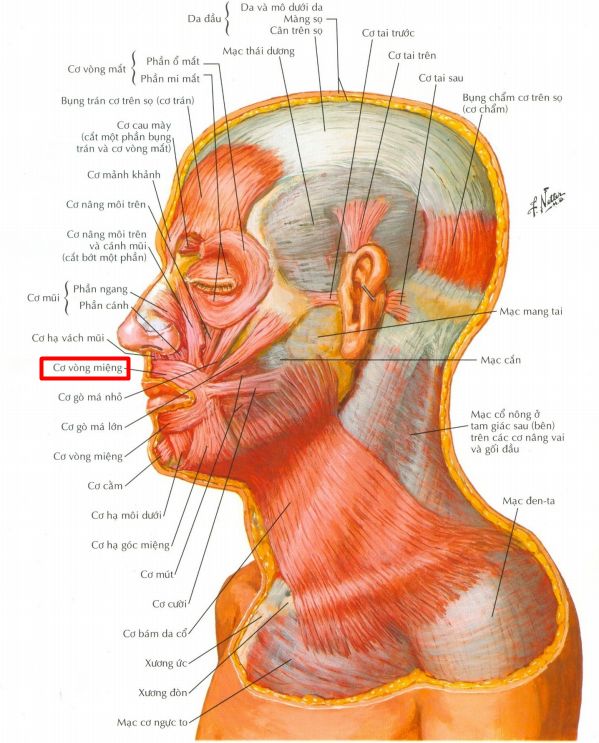 Da đầu
Da và mô dưới da
Màng sọ
Cân trên sọ
Cơ tai trước
Mạc thái dương
Cơ tai trên
Cơ vòng mắt
Phần ổ mắt
Phần mi mắt
Cơ tai sau
Bụng trán cơ trên sọ (cơ trán)
Bụng chẩm cơ trên sọ
(cơ chẩm)
Cơ cau mày
(cắt một phần bụng
trán và cơ vòng mắt)
Cơ mảnh khảnh
Cơ nâng môi trên
Cơ nâng môi trên
và cánh mũi
(cắt bớt một phần)
Cơ mũi
Phần ngang
Phần cánh
Mạc mang tai
Cơ hạ vách mũi
Cơ vòng miệng
Mạc cắn
Cơ gò má nhỏ
Cơ gò má lớn
Mạc cổ nông ở
tam giác sau (bên)
trên các cơ nâng vai
và gối đầu
Cơ vòng miệng
Cơ cằm
Mạc đen-ta
Cơ hạ môi dưới
Cơ hạ góc miệng
Cơ mút
Cơ cười
Cơ bám da cổ
Xương ức
Xương đòn
Mạc cơ ngực to